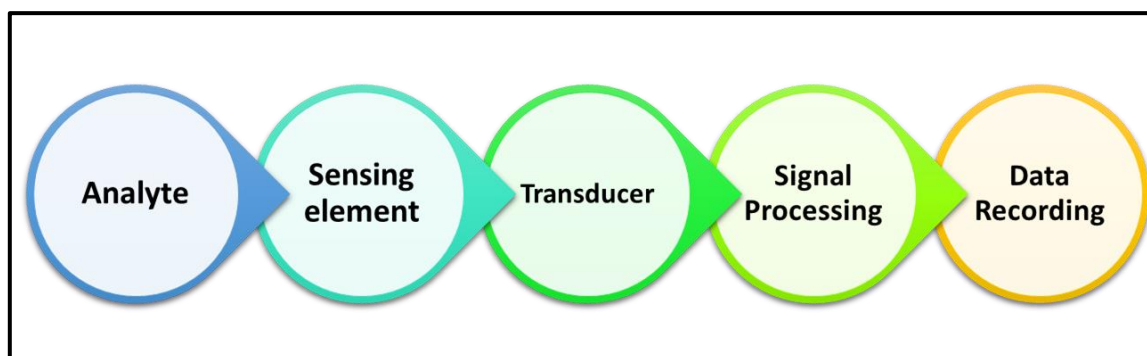 Analyte
Sensing
element
Transducer
Signal
Processing
Data
Recording